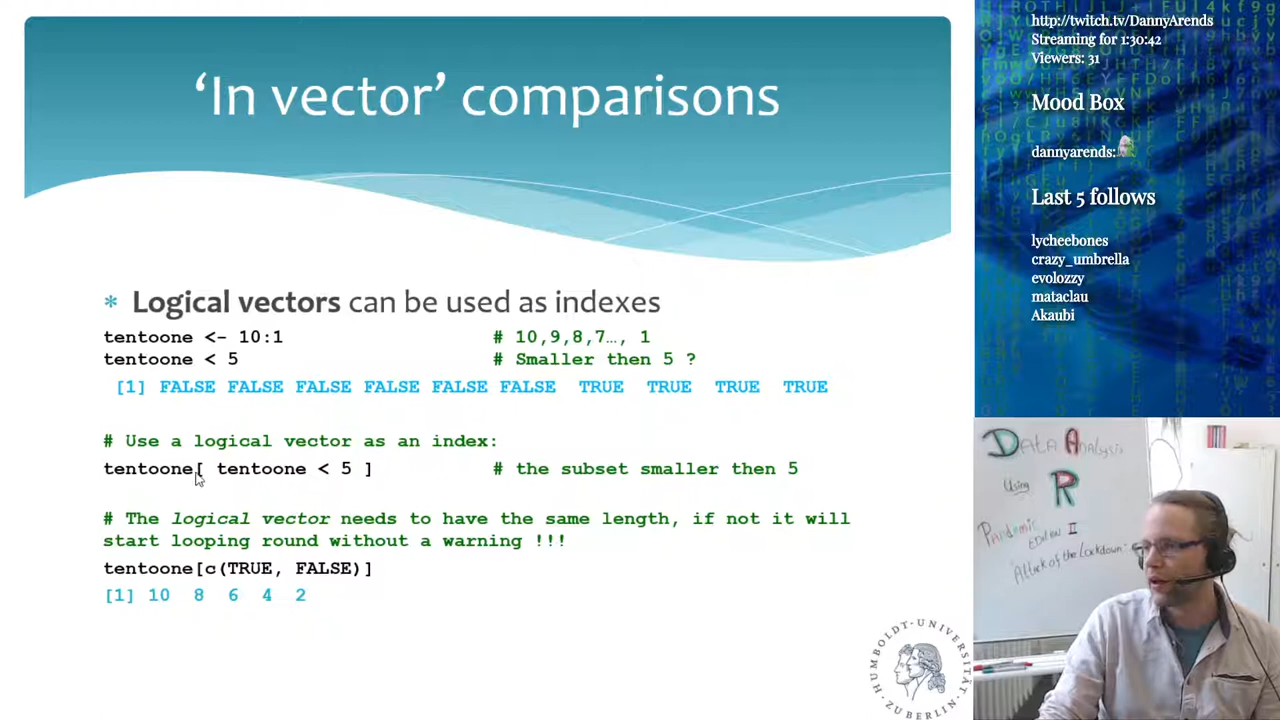 ‘In vector’ comparisons
* Logical vectors can be used as indexes
tentoone <- 10:1 # 10,9,8,7…, 1
tentoone < 5 # Smaller then 5 ?
[1] FALSE FALSE FALSE FALSE FALSE FALSE TRUE TRUE TRUE TRUE
# Use a logical vector as an index:
tentoone[ tentoone < 5 ] # the subset smaller then 5
# The logical vector needs to have the same length, if not it will
start looping round without a warning !!!
tentoone[c(TRUE, FALSE)]
[1] 10 8 6 4 2
HUMBOLDT-UNIVERSITÄT ZU BERLIN
http://twitch.tv/DannyArends
Streaming for 1:30:42
Viewers: 31
Mood Box
dannyarends:
Last 5 follows
lycheebones
crazy_umbrella
evolozzy
mataclau
Akaubi
Data Analysis
Using
R
Pandemic
Edition II
"Attack of the Lockdown"